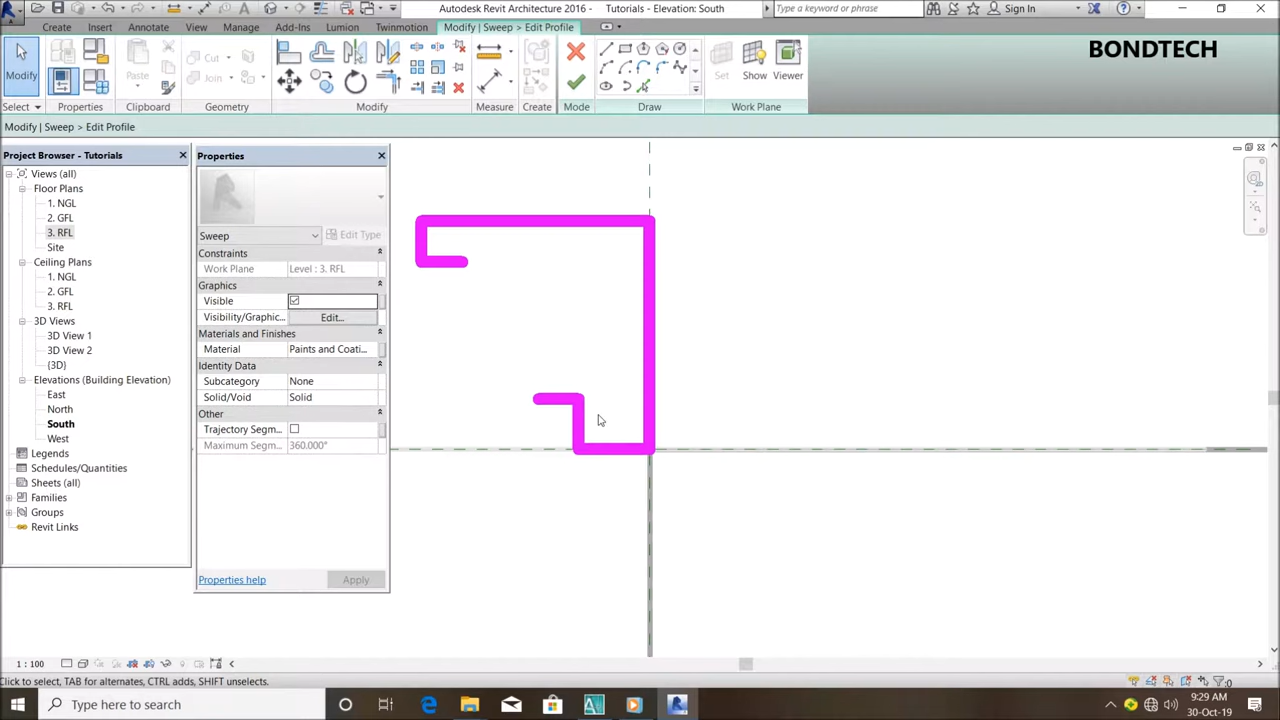 Autodesk Revit Architecture 2016 - Tutorials - Elevation: South
Type a keyword or phrase
Sign In
Create Insert Annotate View Manage Add-Ins Lumion Twinmotion Modify | Sweep > Edit Profile
BONDTECH
Modify
Paste
Cut
Join
Create
Set Show Viewer
Select Properties Clipboard Geometry Modify Measure Create Mode Draw Work Plane
Modify | Sweep > Edit Profile
Project Browser - Tutorials
Views (all)
Floor Plans
1. NGL
2. GFL
3. RFL
Site
Ceiling Plans
1. NGL
2. GFL
3. RFL
3D Views
3D View 1
3D View 2
{3D}
Elevations (Building Elevation)
East
North
South
West
Legends
Schedules/Quantities
Sheets (all)
Families
Groups
Revit Links
Properties
Sweep
Edit Type
Constraints
Work Plane Level : 3. RFL
Graphics
Visible
Visibility/Graphic... Edit...
Materials and Finishes
Material Paints and Coati...
Identity Data
Subcategory None
Solid/Void Solid
Other
Trajectory Segm...
Maximum Segm... 360.000°
Properties help Apply
1 : 100
Click to select, TAB for alternates, CTRL adds, SHIFT unselects.
:0
Type here to search
9:29 AM
30-Oct-19